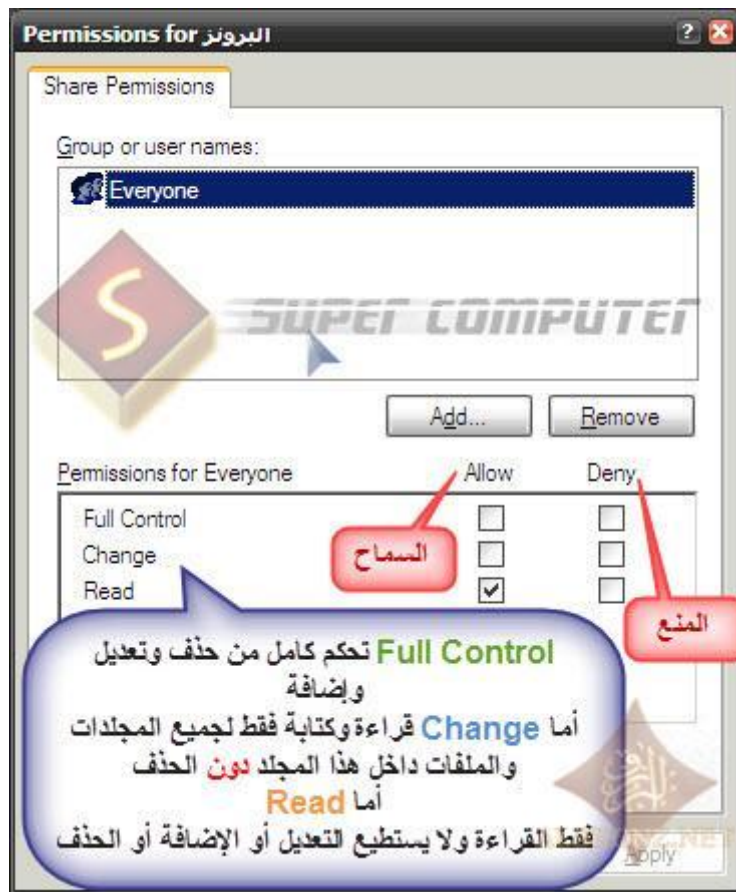 Permissions for البرونز
Share Permissions
Group or user names:
Everyone
SUPER COMPUTER
Add...
Remove
Permissions for Everyone
Allow
Deny
Full Control
Change
Read
السماح
المنع
Full Control تحكم كامل من حذف وتعديل
وإضافة
أما Change قراءة وكتابة فقط لجميع المجلدات
والملفات داخل هذا المجلد دون الحذف
أما Read
فقط القراءة ولا يستطيع التعديل أو الإضافة أو الحذف
Apply